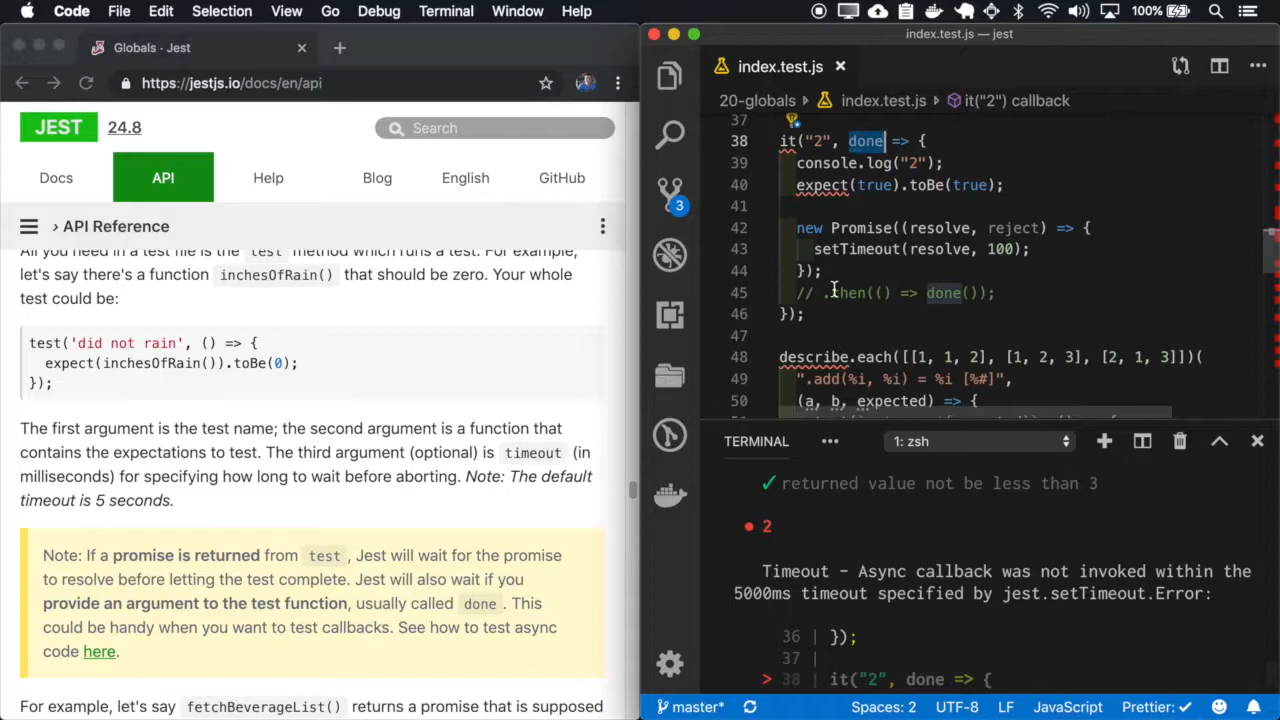 Code File Edit Selection View Go Debug Terminal Window Help 100%
Globals - Jest
https://jestjs.io/docs/en/api
JEST 24.8 Search
Docs API Help Blog English GitHub
› API Reference
All you need in a test file is the test method which runs a test. For example,
let's say there's a function inchesOfRain() that should be zero. Your whole
test could be:
test('did not rain', () => {
expect(inchesOfRain()).toBe(0);
});
The first argument is the test name; the second argument is a function that
contains the expectations to test. The third argument (optional) is timeout (in
milliseconds) for specifying how long to wait before aborting. Note: The default
timeout is 5 seconds.
Note: If a promise is returned from test, Jest will wait for the promise
to resolve before letting the test complete. Jest will also wait if you
provide an argument to the test function, usually called done. This
could be handy when you want to test callbacks. See how to test async
code here.
For example, let's say fetchBeverageList() returns a promise that is supposed
index.test.js — jest
index.test.js
20-globals index.test.js it("2") callback
37
38 it("2", done => {
39 console.log("2");
40 expect(true).toBe(true);
41
42 new Promise((resolve, reject) => {
43 setTimeout(resolve, 100);
44 });
45 // .then(() => done());
46 });
47
48 describe.each([[1, 1, 2], [1, 2, 3], [2, 1, 3]])(
49 ".add(%i, %i) = %i [%#]",
50 (a, b, expected) => {
3
TERMINAL ••• 1: zsh
✓ returned value not be less than 3
● 2
Timeout - Async callback was not invoked within the
5000ms timeout specified by jest.setTimeout.Error:
36 | });
37 |
> 38 | it("2", done => {
master* Spaces: 2 UTF-8 LF JavaScript Prettier: ✓